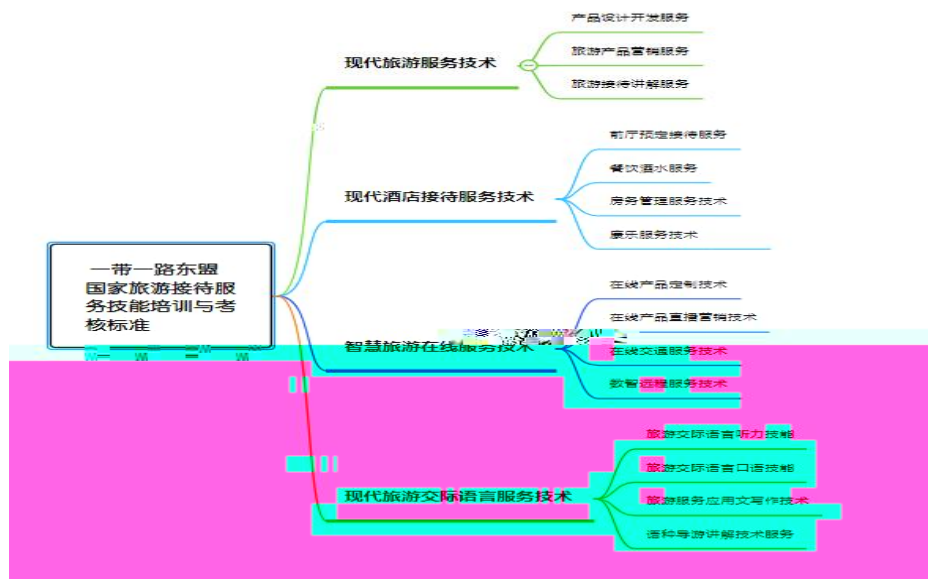 产品设计开发服务
现代旅游服务技术
旅游产品营销服务
旅游接待讲解服务
前厅预定接待服务
餐饮酒水服务
现代酒店接待服务技术
房务管理服务技术
康乐服务技术
一带一路东盟
国家旅游接待服
务技能培训与考
核标准
在线产品定制技术
在线产品直播营销技术
智慧旅游在线服务技术
在线交通服务技术
数智远程服务技术
旅游交际语言听力技能
旅游交际语言口语技能
现代旅游交际语言服务技术
旅游服务应用文写作技术
语种导游讲解技术服务